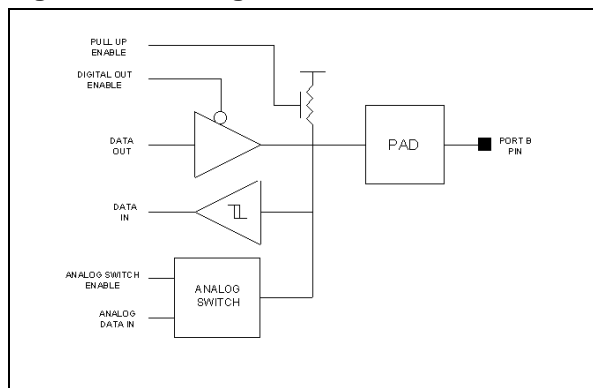 PULL UP
ENABLE
DIGITAL OUT
ENABLE
DATA
OUT
PAD
PORT B
PIN
DATA
IN
ANALOG SWITCH
ENABLE
ANALOG
SWITCH
ANALOG
DATA IN